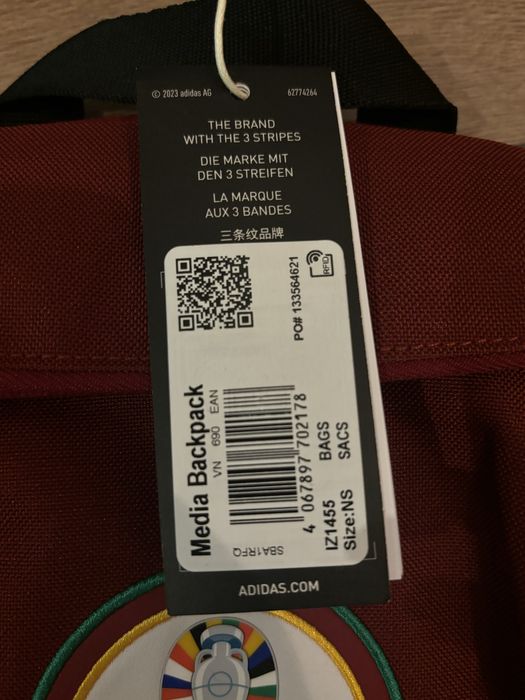 © 2023 adidas AG
62774264
THE BRAND
WITH THE 3 STRIPES
DIE MARKE MIT
DEN 3 STREIFEN
LA MARQUE
AUX 3 BANDES
三条纹品牌
PO# 133564621
RFID
Media Backpack
VN 690 EAN
4 067897 702178
BAGS
SACS
IZ1455
Size:NS
SBA1RFQ
ADIDAS.COM